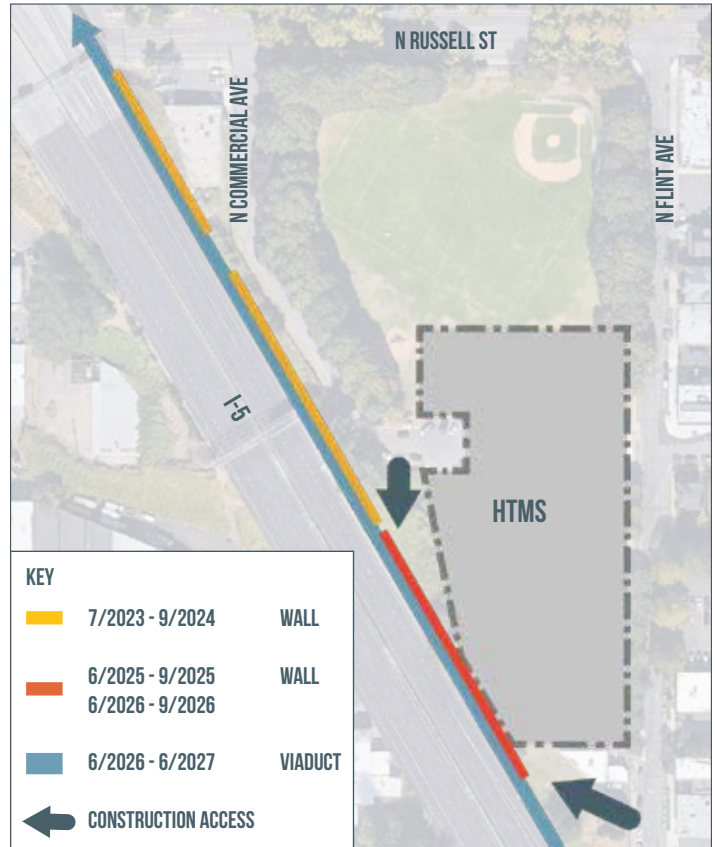 N RUSSELL ST
N COMMERCIAL AVE
N FLINT AVE
I-5
HTMS
KEY
7/2023 - 9/2024 WALL
6/2025 - 9/2025 WALL
6/2026 - 9/2026
6/2026 - 6/2027 VIADUCT
CONSTRUCTION ACCESS